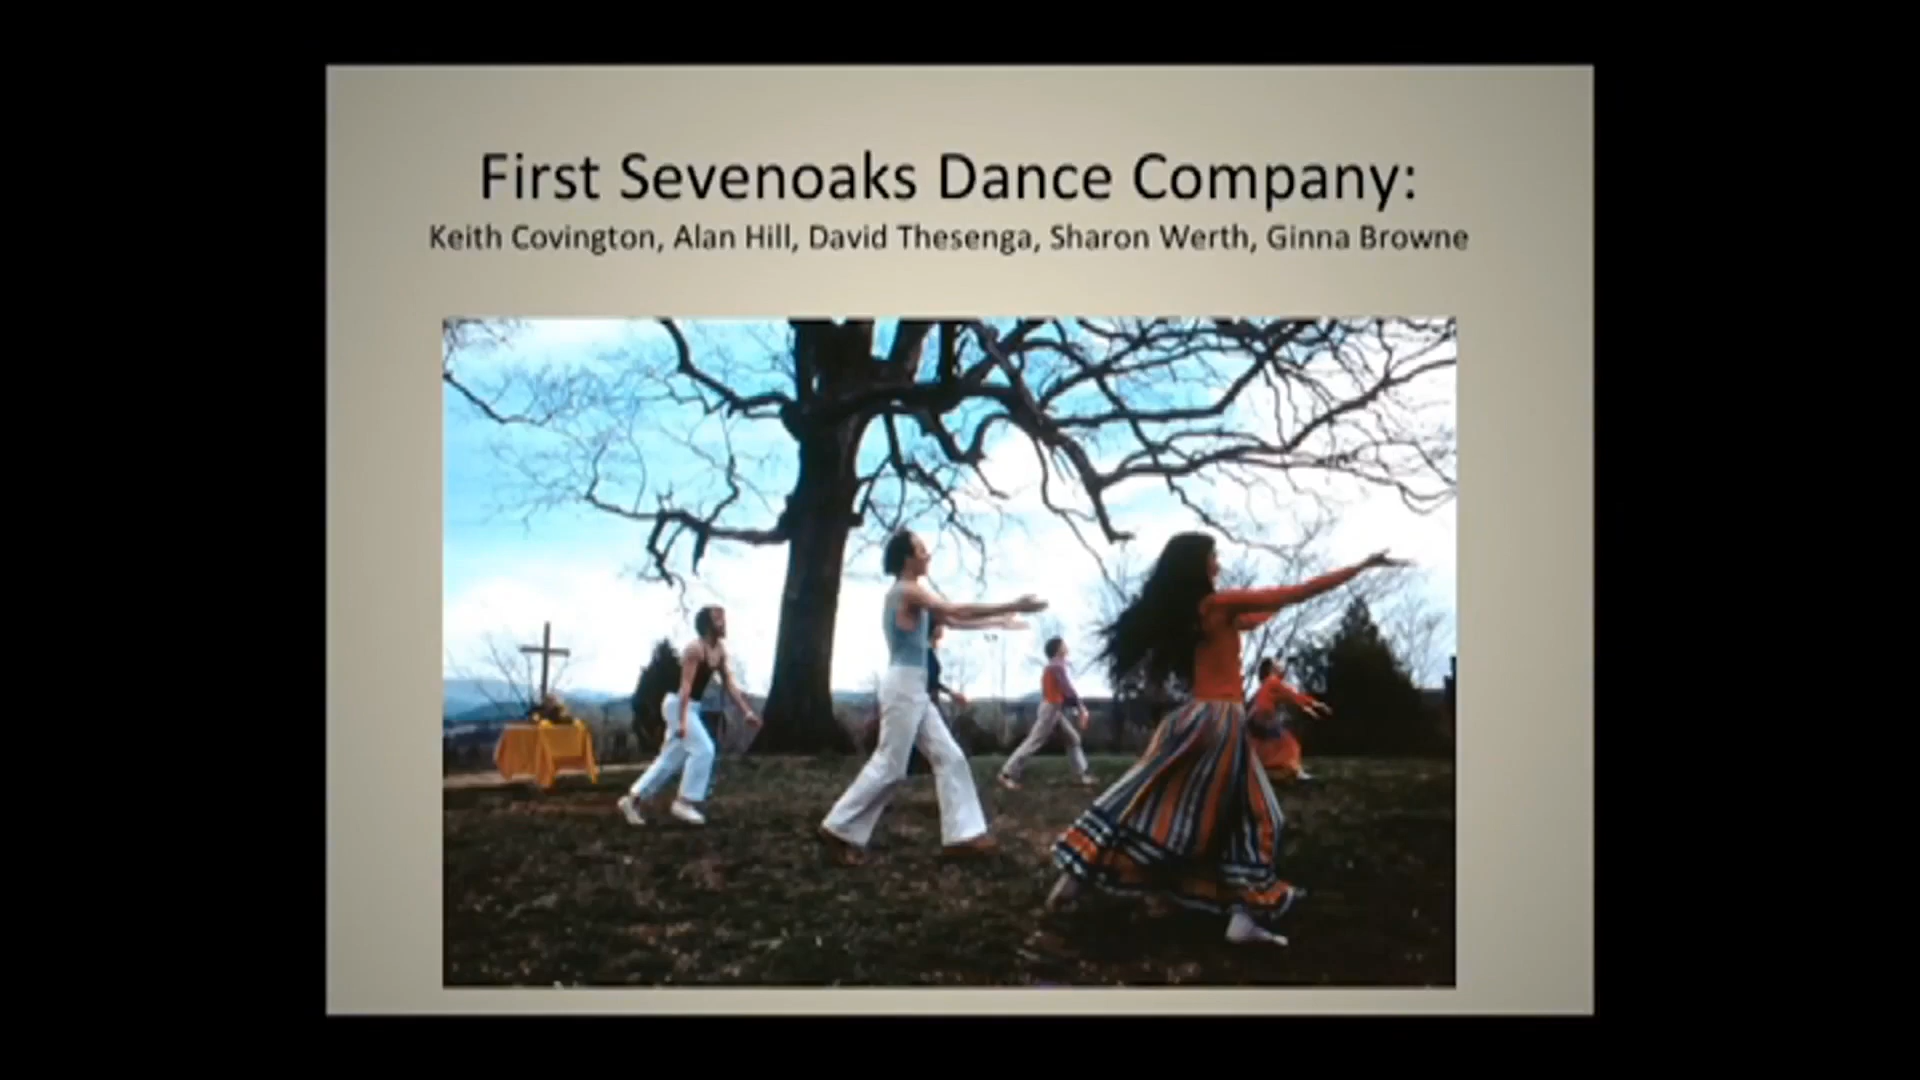 First Sevenoaks Dance Company:
Keith Covington, Alan Hill, David Thesenga, Sharon Werth, Ginna Browne